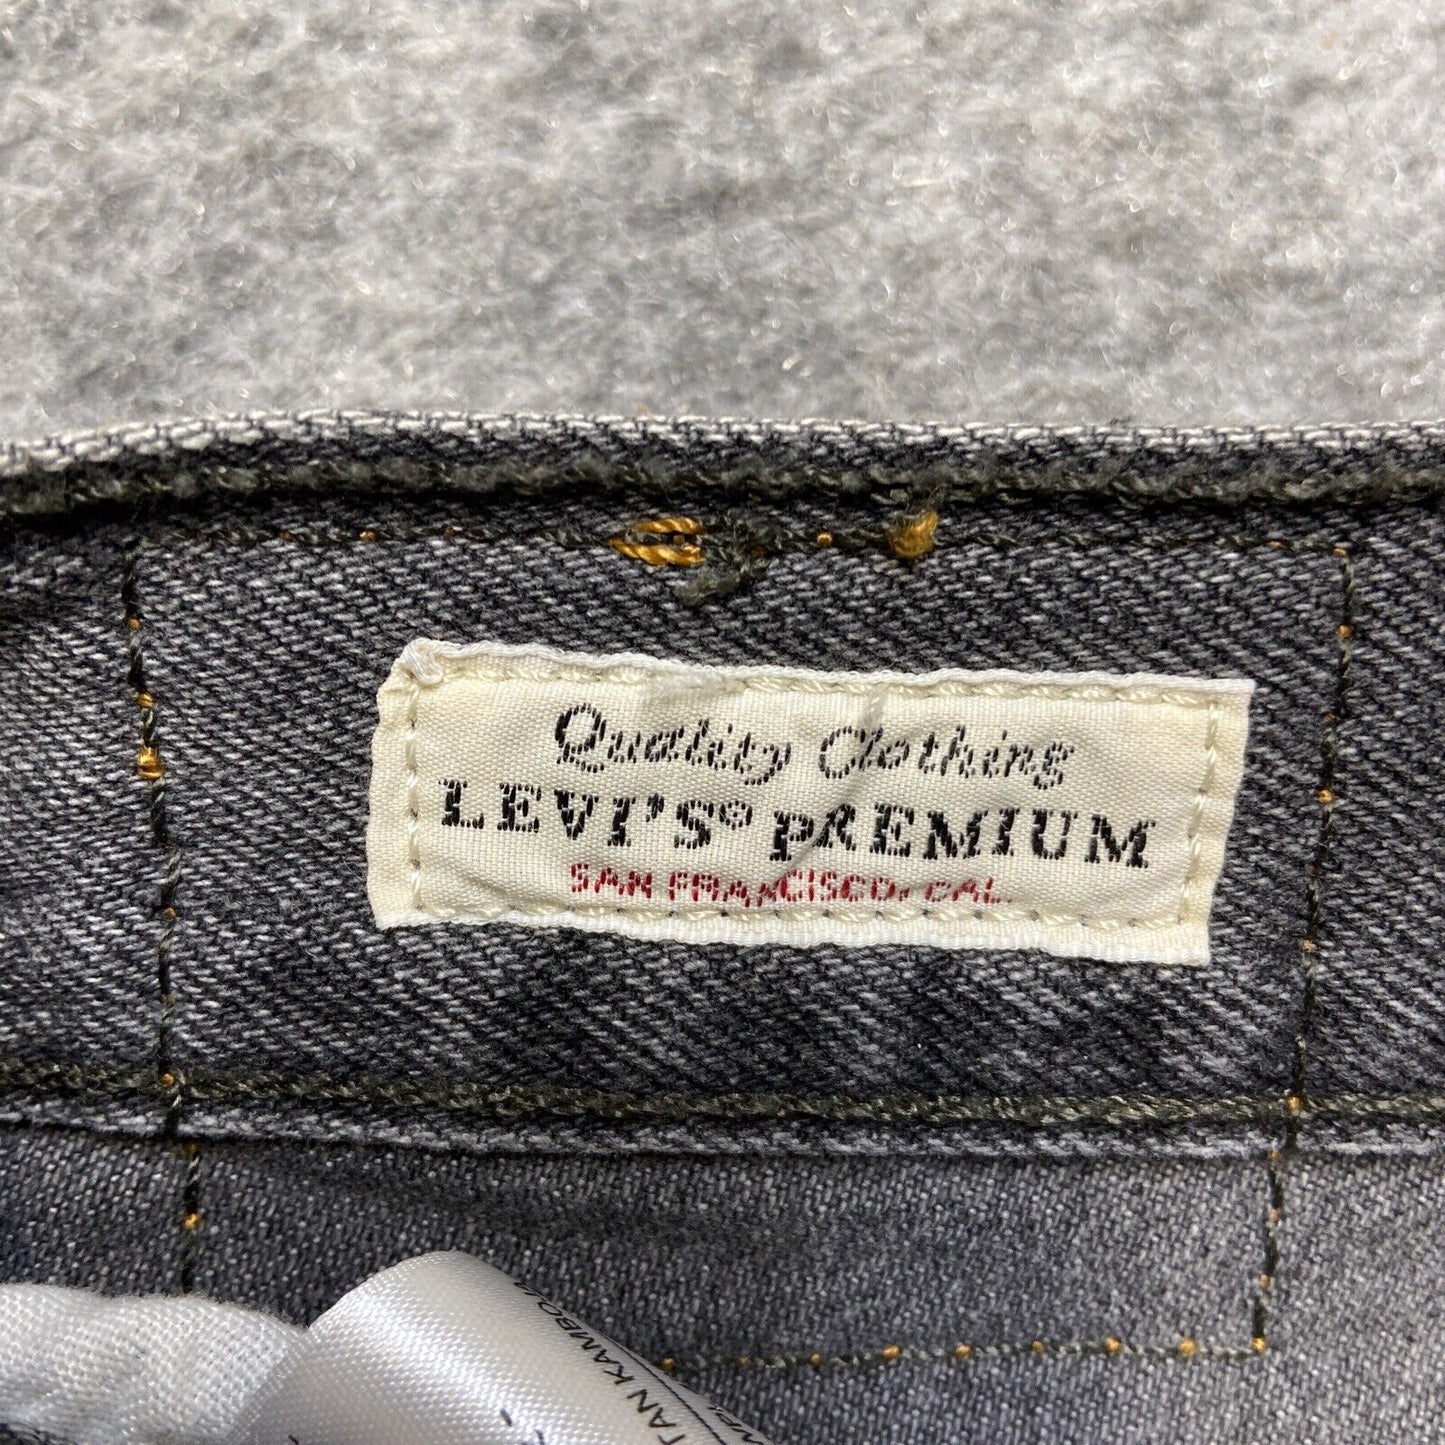 Quality Clothing
LEVI'S® PREMIUM
SAN FRANCISCO, CAL.